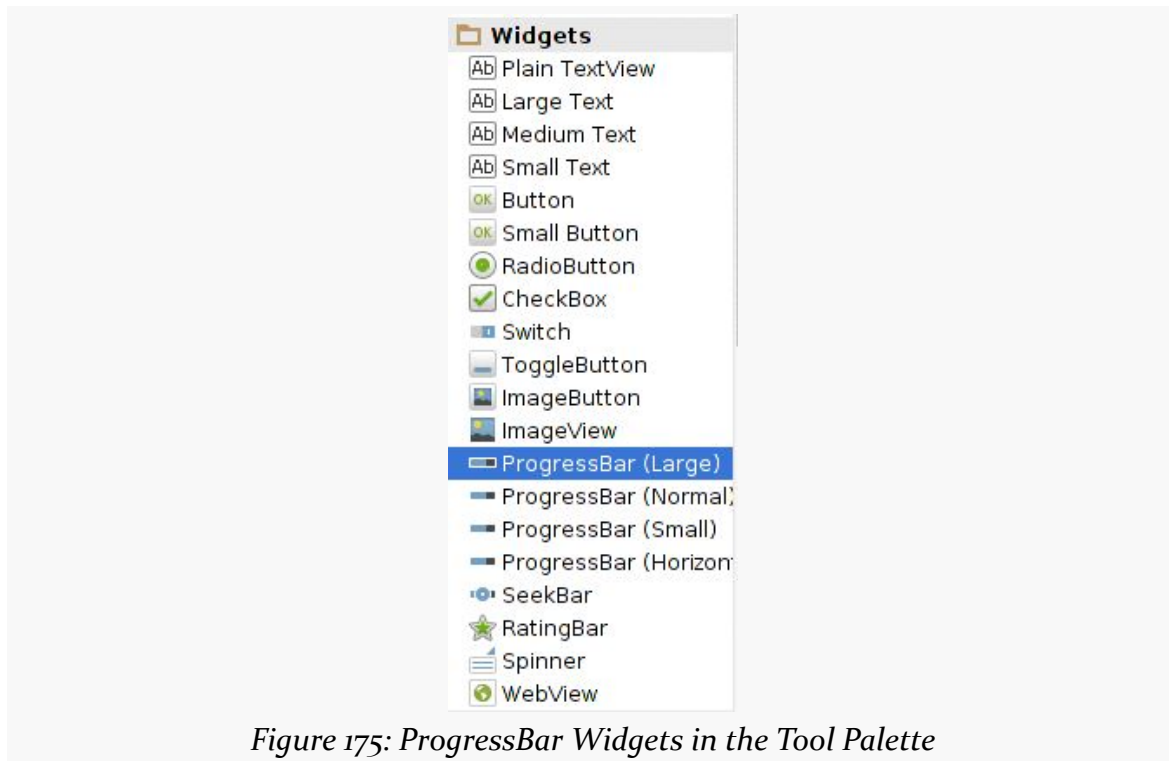 Widgets
Ab Plain TextView
Ab Large Text
Ab Medium Text
Ab Small Text
OK Button
OK Small Button
RadioButton
CheckBox
Switch
ToggleButton
ImageButton
ImageView
ProgressBar (Large)
ProgressBar (Normal)
ProgressBar (Small)
ProgressBar (Horizon
SeekBar
RatingBar
Spinner
WebView
Figure 175: ProgressBar Widgets in the Tool Palette